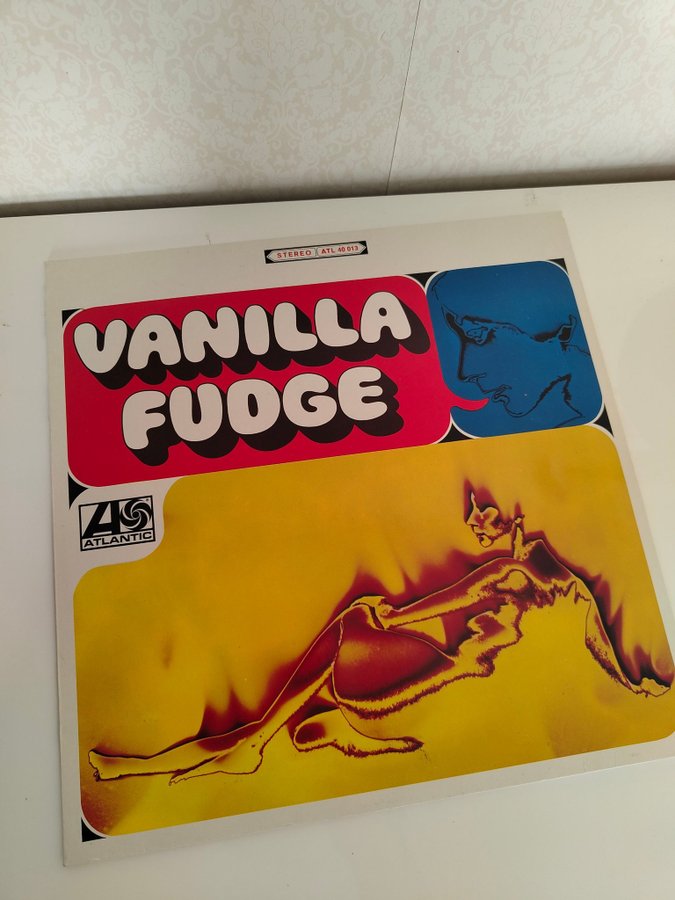 STEREO ATL 40 013
VANILLA
FUDGE
ATLANTIC